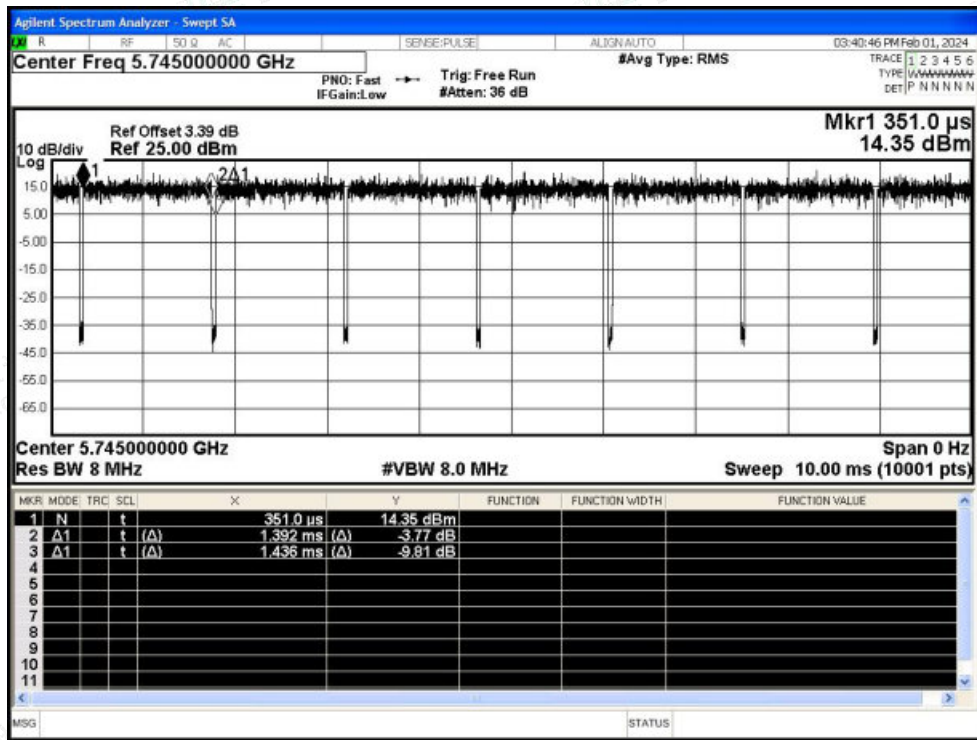 Agilent Spectrum Analyzer - Swept SA
R RF 50 Ω AC SENSE:PULSE ALIGN AUTO 03:40:46 PM Feb 01, 2024
Center Freq 5.745000000 GHz #Avg Type: RMS TRACE 1 2 3 4 5 6
PNO: Fast Trig: Free Run TYPE
IFGain:Low #Atten: 36 dB DET P N N N N N
Mkr1 351.0 µs
Ref Offset 3.39 dB
10 dB/div Ref 25.00 dBm 14.35 dBm
Log
1
2Δ1
15.0
5.00
-5.00
-15.0
-25.0
-35.0
-45.0
-55.0
-65.0
Center 5.745000000 GHz Span 0 Hz
Res BW 8 MHz #VBW 8.0 MHz Sweep 10.00 ms (10001 pts)
MKR MODE TRC SCL X Y FUNCTION FUNCTION WIDTH FUNCTION VALUE
1 N t 351.0 µs 14.35 dBm
2 Δ1 t (Δ) 1.392 ms (Δ) -3.77 dB
3 Δ1 t (Δ) 1.436 ms (Δ) -9.81 dB
4
5
6
7
8
9
10
11
MSG STATUS